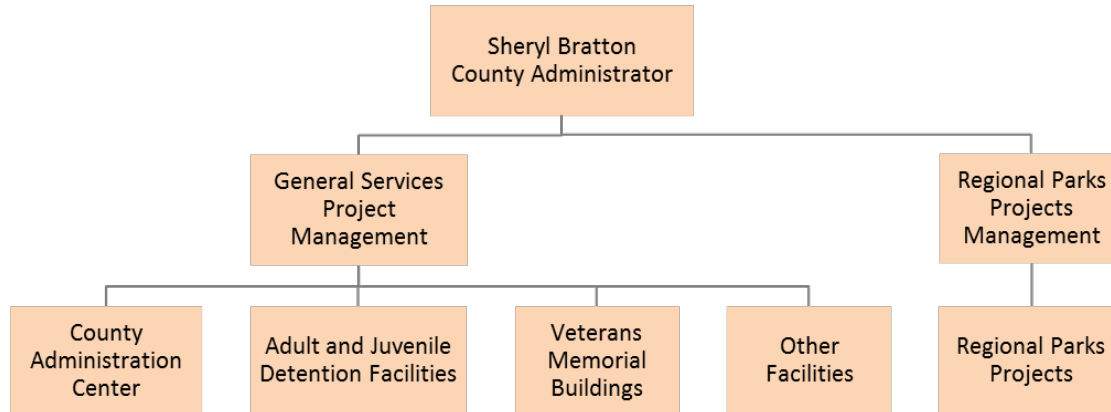 Sheryl Bratton
County Administrator
General Services
Project
Management
Regional Parks
Projects
Management
County
Administration
Center
Adult and Juvenile
Detention Facilities
Veterans
Memorial
Buildings
Other
Facilities
Regional Parks
Projects